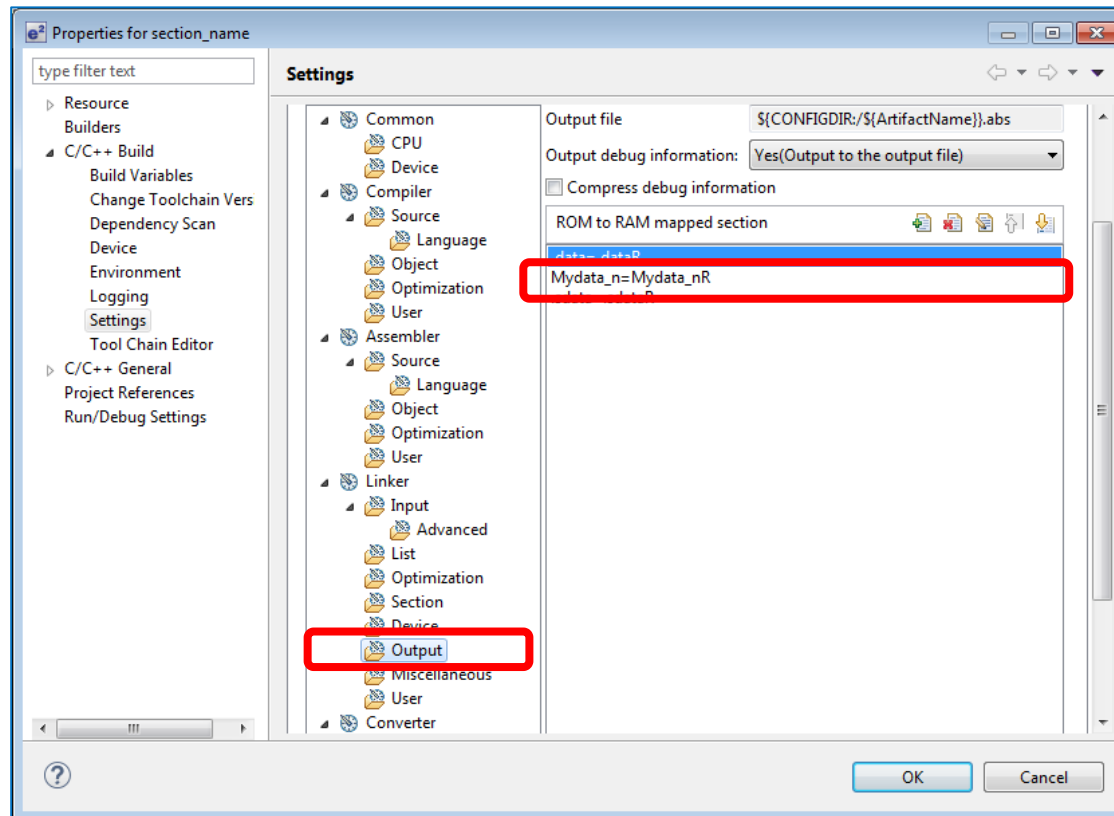 e² Properties for section_name
type filter text
Resource
Builders
C/C++ Build
Build Variables
Change Toolchain Vers
Dependency Scan
Device
Environment
Logging
Settings
Tool Chain Editor
C/C++ General
Project References
Run/Debug Settings
Settings
Common
CPU
Device
Compiler
Source
Language
Object
Optimization
User
Assembler
Source
Language
Object
Optimization
User
Linker
Input
Advanced
List
Optimization
Section
Device
Output
Miscellaneous
User
Converter
Output file ${CONFIGDIR:/${ArtifactName}}.abs
Output debug information: Yes(Output to the output file)
Compress debug information
ROM to RAM mapped section
Mydata_n=Mydata_nR
OK Cancel